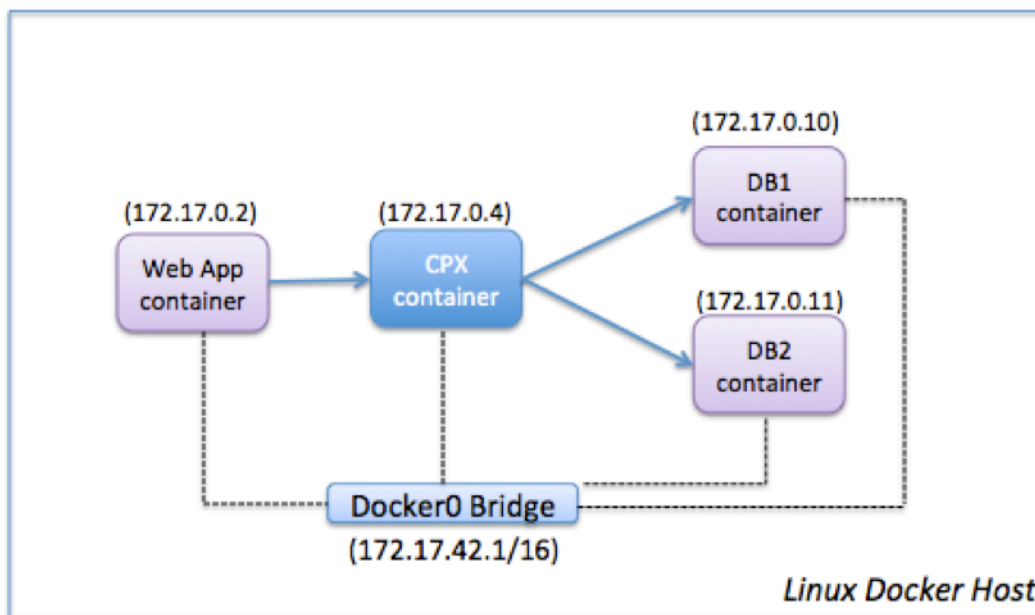 (172.17.0.10)
DB1
container
(172.17.0.2)
(172.17.0.4)
Web App
container
CPX
container
(172.17.0.11)
DB2
container
Docker0 Bridge
(172.17.42.1/16)
Linux Docker Host